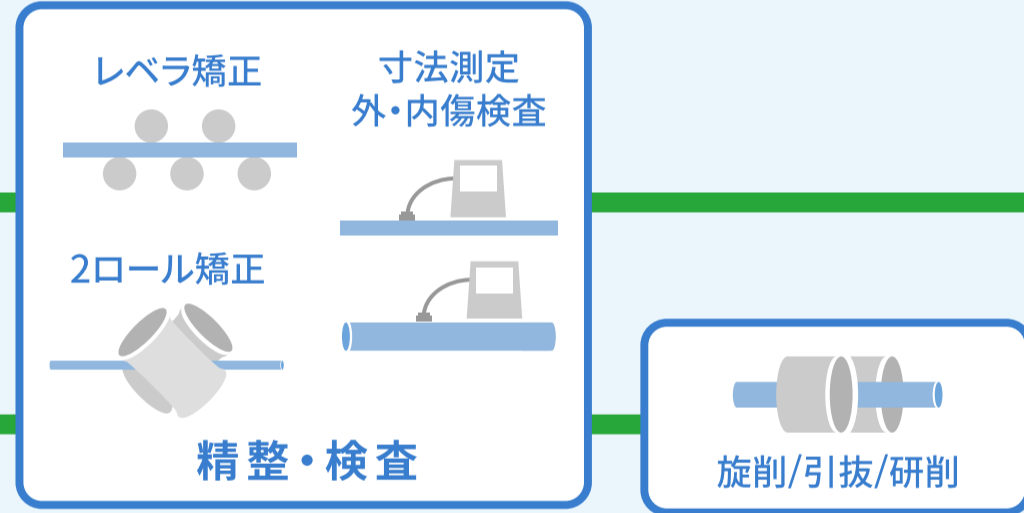 レベラ矯正
寸法測定
外・内傷検査
2ロール矯正
精整・検査
旋削/引抜/研削